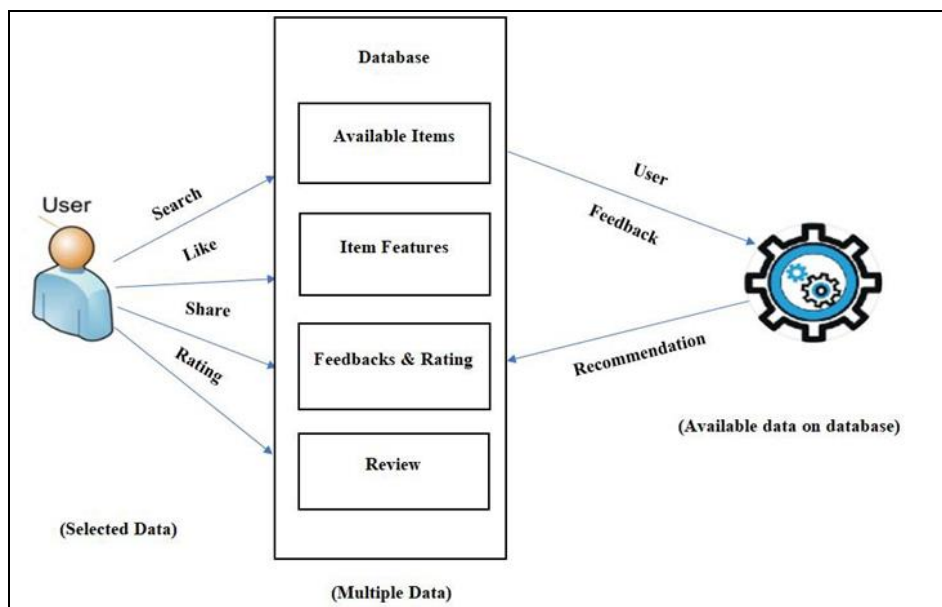 User
Search
Like
Share
Rating
(Selected Data)
Database
Available Items
Item Features
Feedbacks & Rating
Review
(Multiple Data)
User
Feedback
Recommendation
(Available data on database)